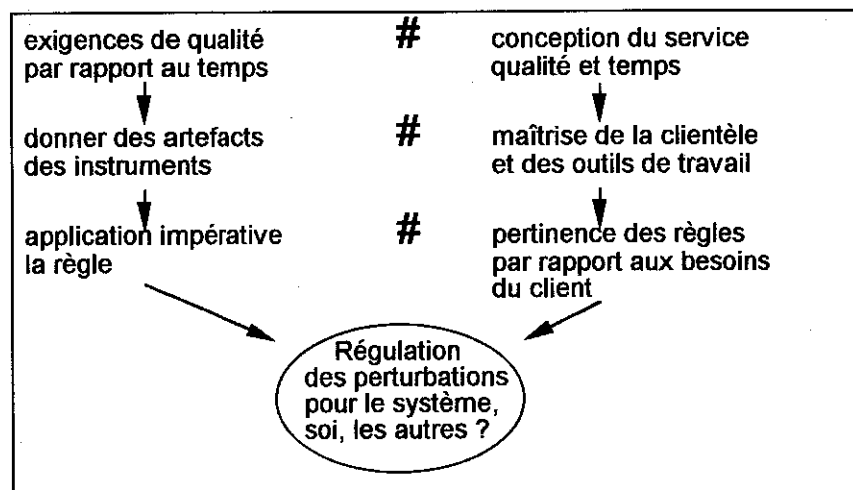 exigences de qualité # conception du service
par rapport au temps qualité et temps
donner des artefacts # maîtrise de la clientèle
des instruments et des outils de travail
application impérative # pertinence des règles
la règle par rapport aux besoins
du client
Régulation
des perturbations
pour le système,
soi, les autres ?